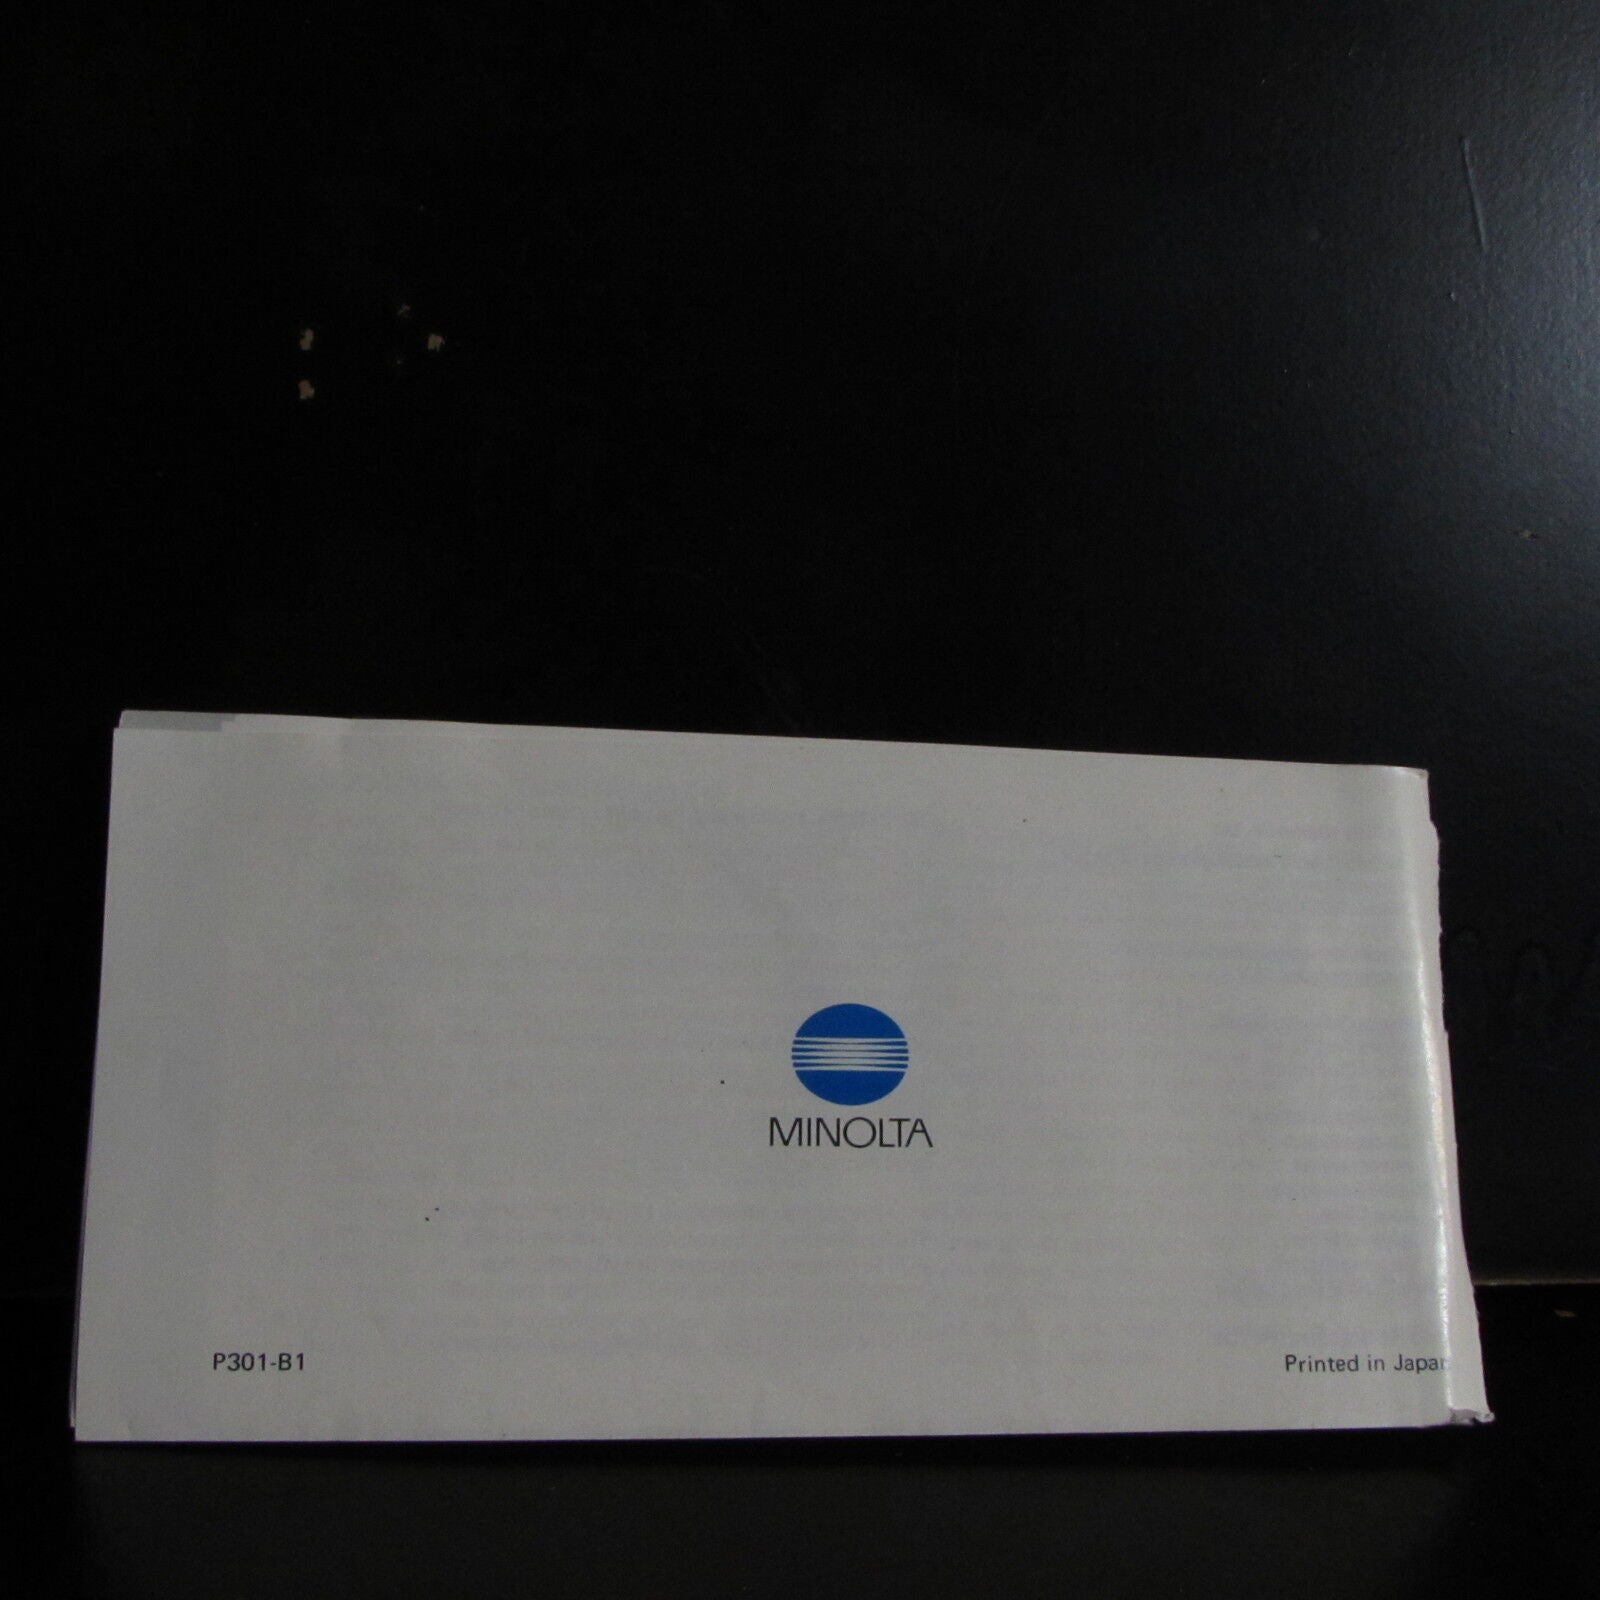 MINOLTA
P301-B1
Printed in Japan